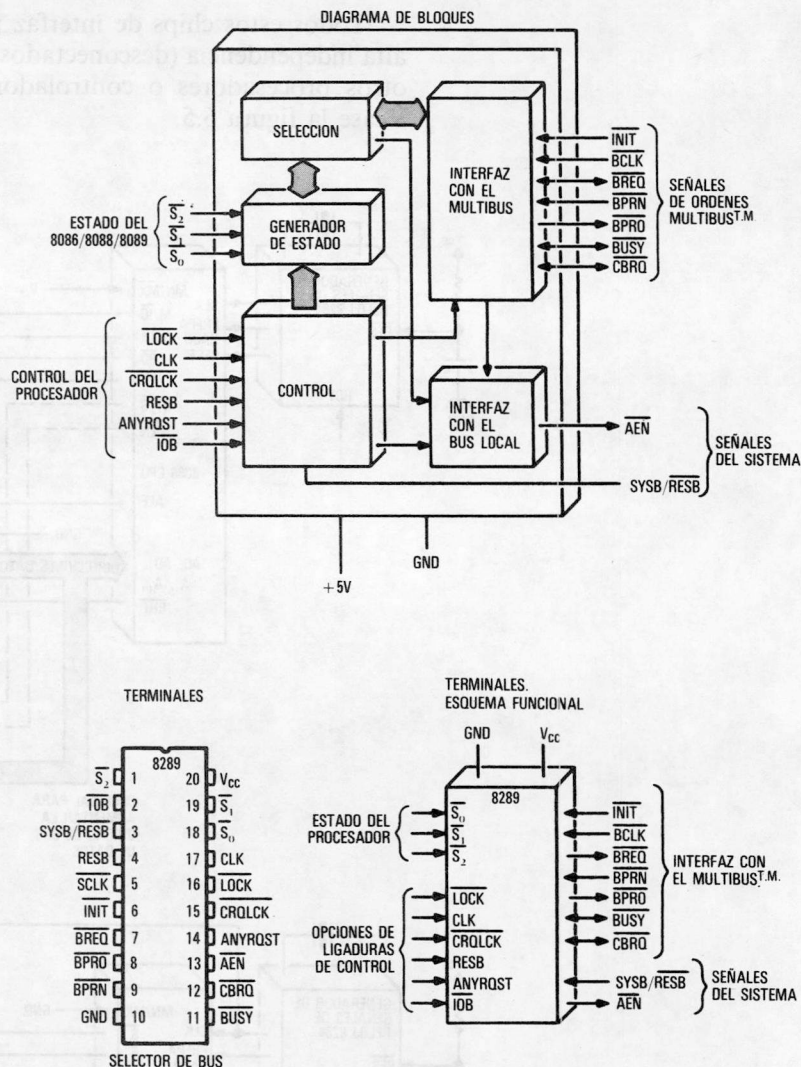 DIAGRAMA DE BLOQUES
SELECCION
GENERADOR
DE ESTADO
CONTROL
INTERFAZ
CON EL
MULTIBUS
INTERFAZ
CON EL
BUS LOCAL
ESTADO DEL
8086/8088/8089
S₂
S₁
S₀
CONTROL DEL
PROCESADOR
LOCK
CLK
CRQLCK
RESB
ANYRQST
IOB
INIT
BCLK
BREQ
BPRN
BPRO
BUSY
CBRQ
SEÑALES
DE ORDENES
MULTIBUS T.M.
AEN
SYSB/RESB
SEÑALES
DEL SISTEMA
+5V
GND
TERMINALES
8289
S₂ 1 20 Vcc
IOB 2 19 S₁
SYSB/RESB 3 18 S₀
RESB 4 17 CLK
SCLK 5 16 LOCK
INIT 6 15 CRQLCK
BREQ 7 14 ANYRQST
BPRO 8 13 AEN
BPRN 9 12 CBRQ
GND 10 11 BUSY
SELECTOR DE BUS
TERMINALES.
ESQUEMA FUNCIONAL
GND
Vcc
8289
ESTADO DEL
PROCESADOR
S₀
S₁
S₂
OPCIONES DE
LIGADURAS
DE CONTROL
LOCK
CLK
CRQLCK
RESB
ANYRQST
IOB
INIT
BCLK
BREQ
BPRN
BPRO
BUSY
CBRQ
INTERFAZ CON
EL MULTIBUS T.M.
SYSB/RESB
AEN
SEÑALES
DEL SISTEMA